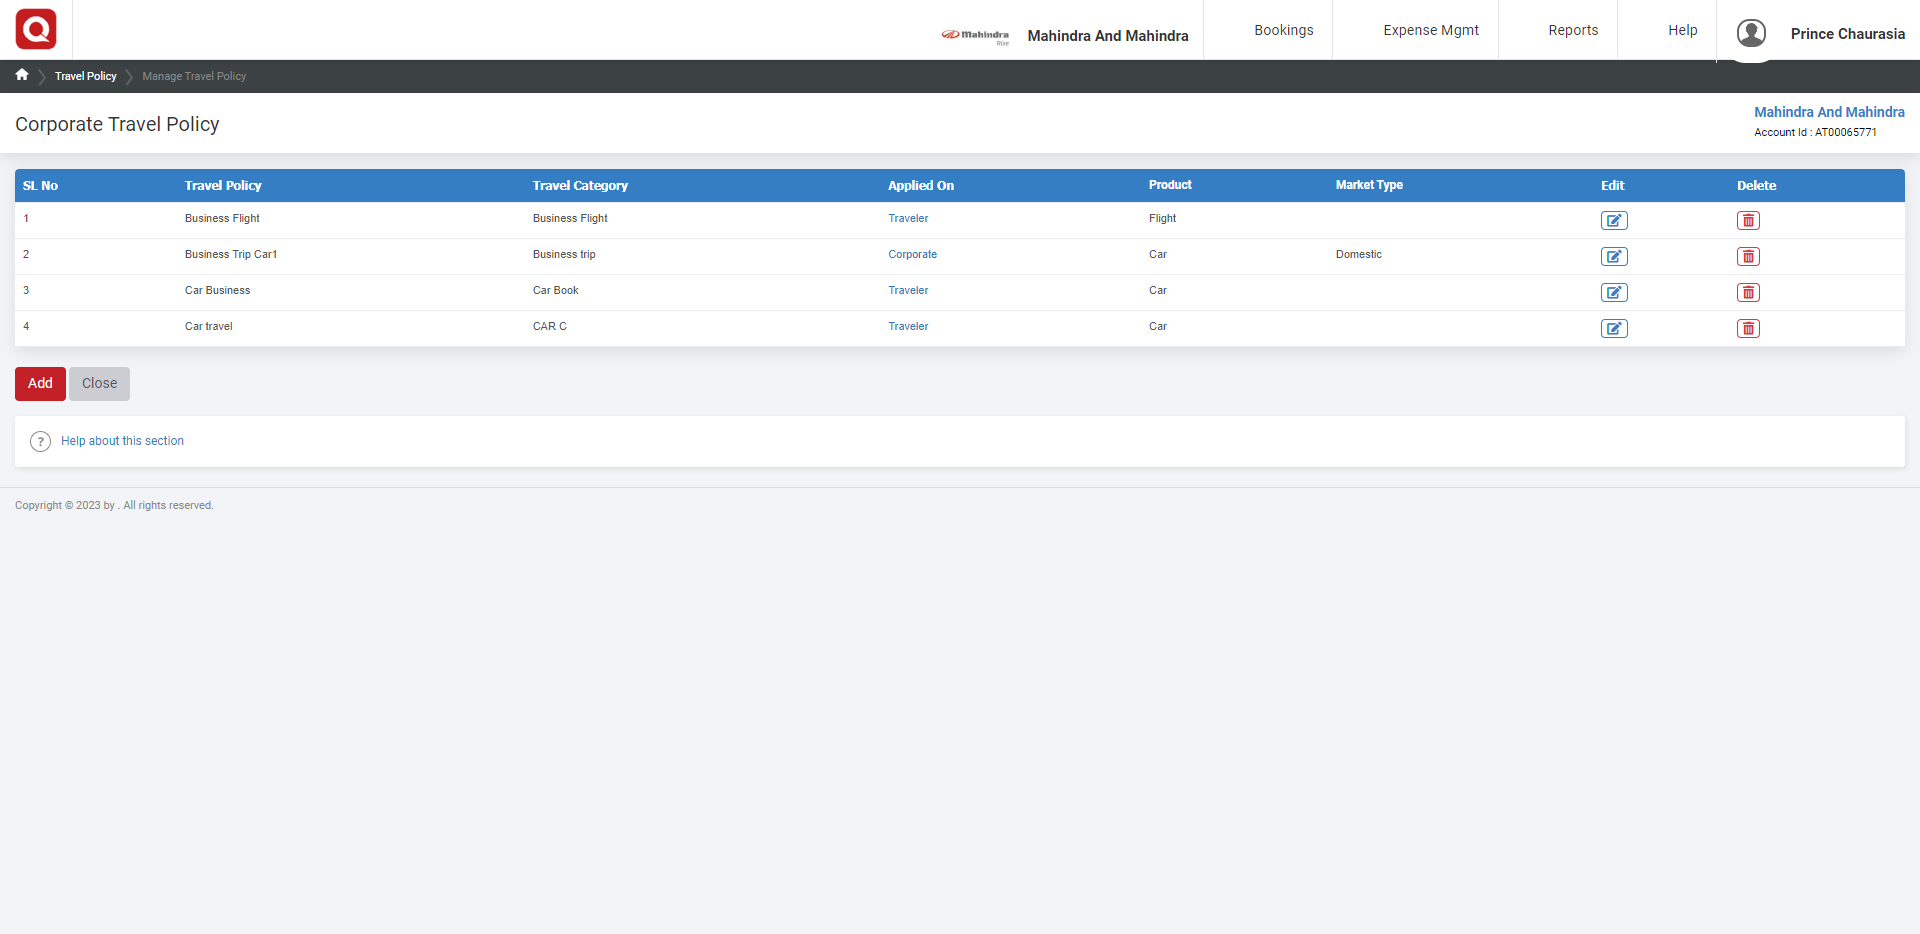 Q
Mahindra Rise
Mahindra And Mahindra
Bookings
Expense Mgmt
Reports
Help
Prince Chaurasia
Travel Policy
Manage Travel Policy
Corporate Travel Policy
Mahindra And Mahindra
Account Id : AT00065771
SL No Travel Policy Travel Category Applied On Product Market Type Edit Delete
1 Business Flight Business Flight Traveler Flight
2 Business Trip Car1 Business trip Corporate Car Domestic
3 Car Business Car Book Traveler Car
4 Car travel CAR C Traveler Car
Add Close
? Help about this section
Copyright © 2023 by . All rights reserved.